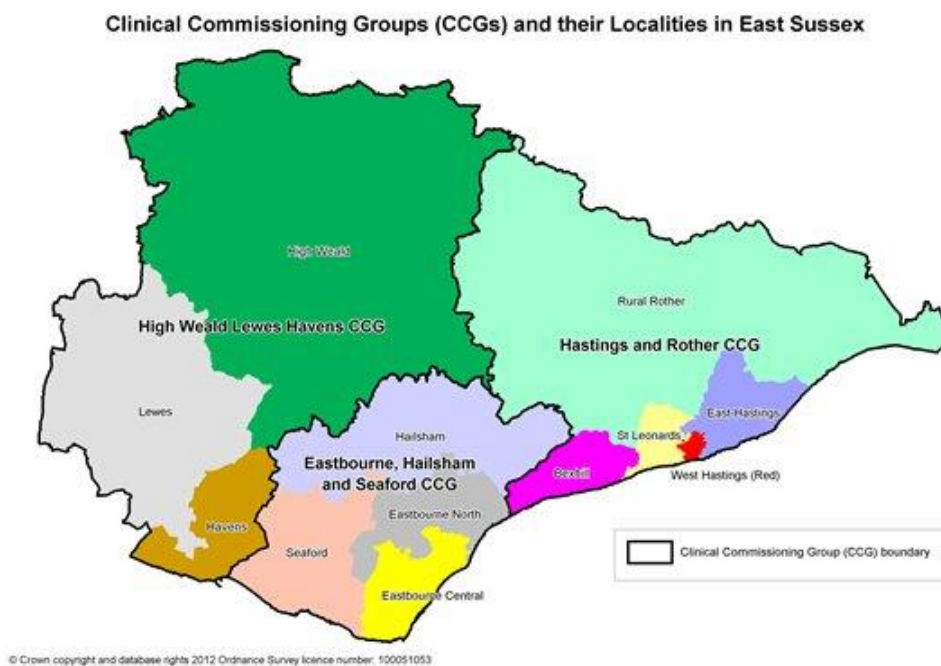 Clinical Commissioning Groups (CCGs) and their Localities in East Sussex
High Weald
Rural Rother
High Weald Lewes Havens CCG
Hastings and Rother CCG
Lewes
East Hastings
St Leonards
Hailsham
Bexhill
West Hastings (Red)
Eastbourne, Hailsham
and Seaford CCG
Eastbourne North
Havens
Seaford
Clinical Commissioning Group (CCG) boundary
Eastbourne Central
© Crown copyright and database rights 2012 Ordnance Survey licence number: 100051053